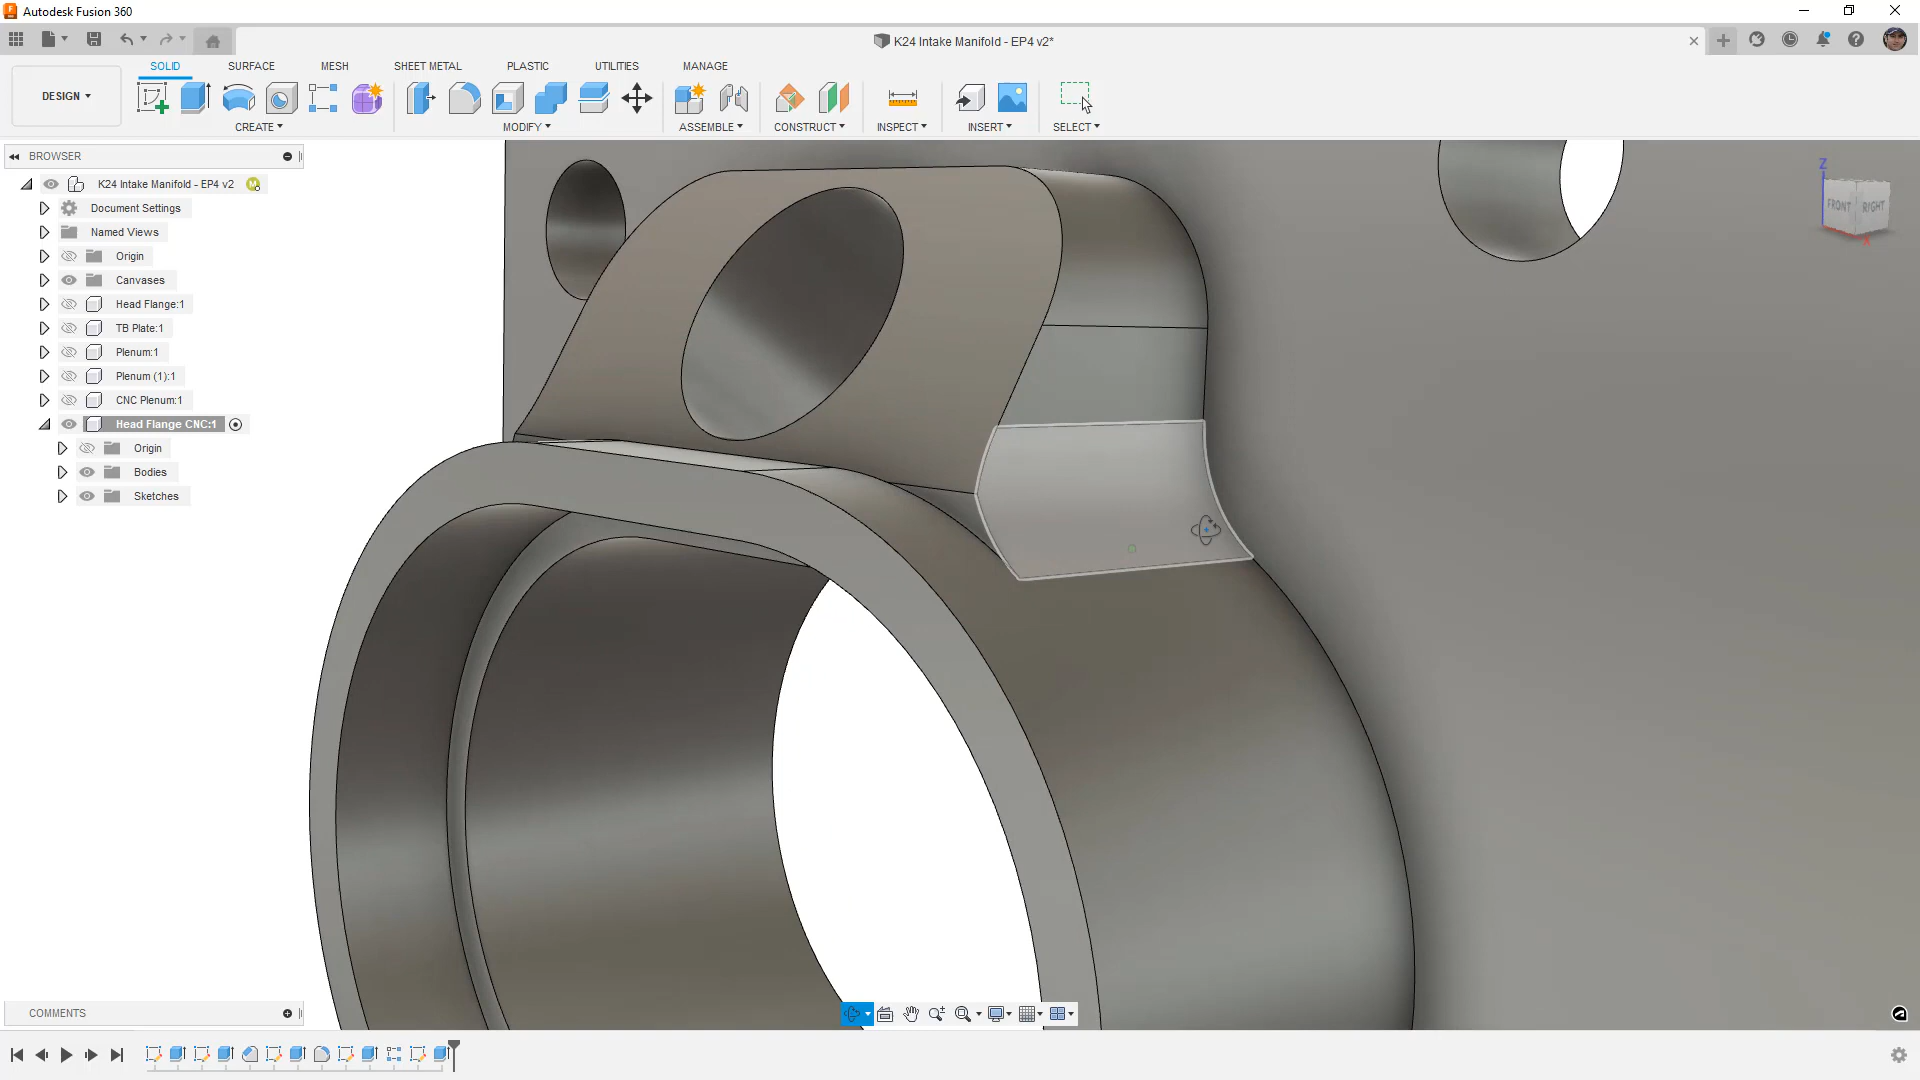 Autodesk Fusion 360
K24 Intake Manifold - EP4 v2*
DESIGN
SOLID
SURFACE
MESH
SHEET METAL
PLASTIC
UTILITIES
MANAGE
CREATE
MODIFY
ASSEMBLE
CONSTRUCT
INSPECT
INSERT
SELECT
BROWSER
K24 Intake Manifold - EP4 v2
M
Document Settings
Named Views
Origin
Canvases
Head Flange:1
TB Plate:1
Plenum:1
Plenum (1):1
CNC Plenum:1
Head Flange CNC:1
Origin
Bodies
Sketches
Z
FRONT
RIGHT
X
COMMENTS